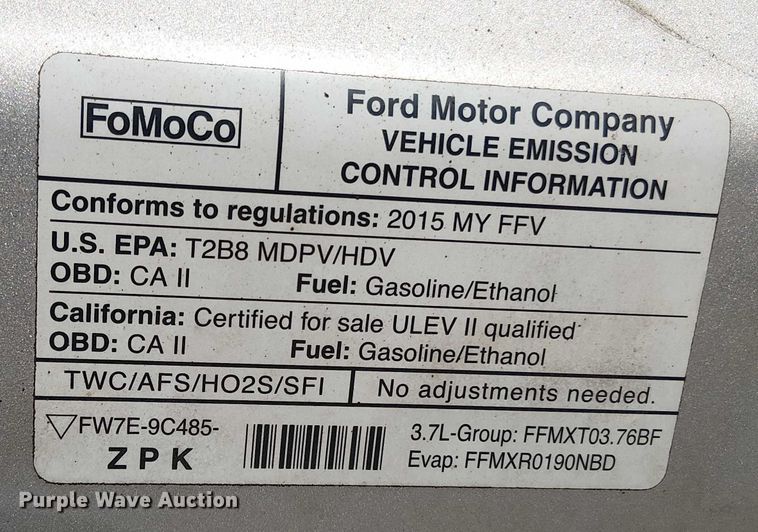 FoMoCo
Ford Motor Company
VEHICLE EMISSION
CONTROL INFORMATION
Conforms to regulations: 2015 MY FFV
U.S. EPA: T2B8 MDPV/HDV
OBD: CA II Fuel: Gasoline/Ethanol
California: Certified for sale ULEV II qualified
OBD: CA II Fuel: Gasoline/Ethanol
TWC/AFS/HO2S/SFI No adjustments needed.
FW7E-9C485-
Z P K
3.7L-Group: FFMXT03.76BF
Evap: FFMXR0190NBD
Purple Wave Auction